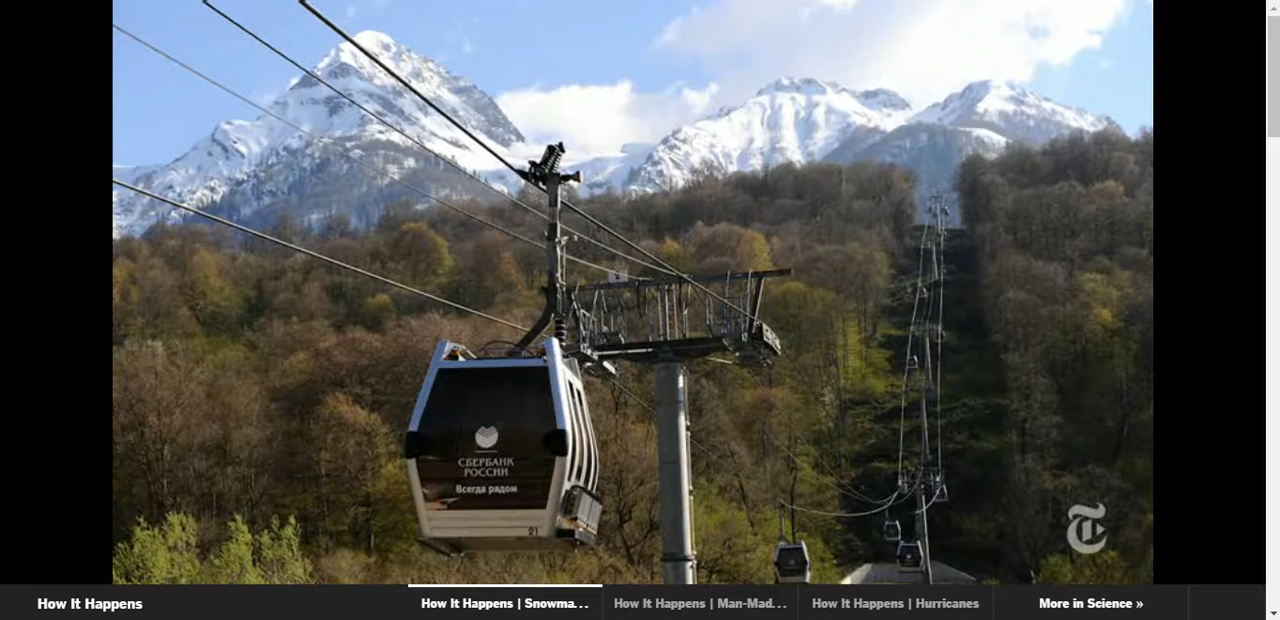 СБЕРБАНК
РОССИИ
Всегда рядом
21
How It Happens
How It Happens | Snowma...
How It Happens | Man-Mad...
How It Happens | Hurricanes
More in Science »